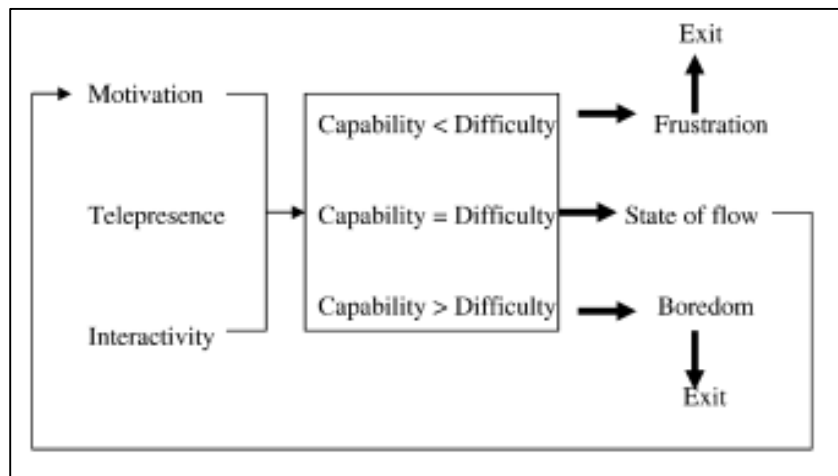 Exit
Motivation
Capability < Difficulty
Frustration
Telepresence
Capability = Difficulty
State of flow
Interactivity
Capability > Difficulty
Boredom
Exit